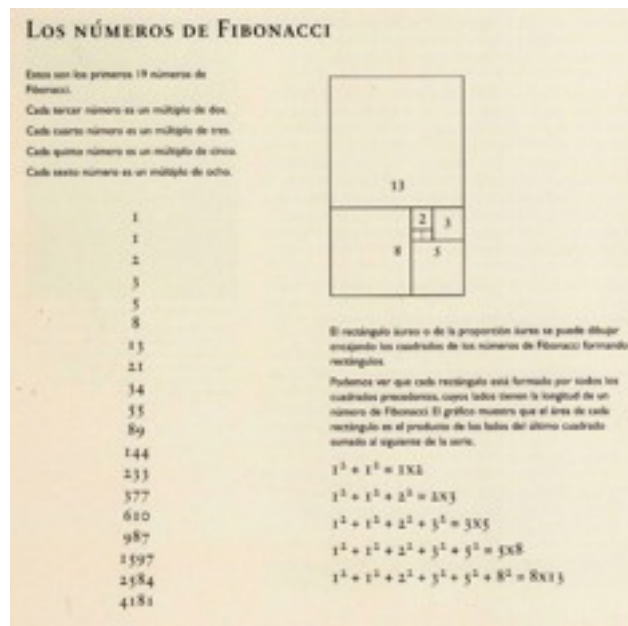 LOS NÚMEROS DE FIBONACCI
Estos son los primeros 19 números de
Fibonacci.
Cada tercer número es un múltiplo de dos.
Cada cuarto número es un múltiplo de tres.
Cada quinto número es un múltiplo de cinco.
Cada sexto número es un múltiplo de ocho.
1
1
2
3
5
8
13
21
34
55
89
144
233
377
610
987
1597
2584
4181
13
2
3
8
5
El rectángulo áureo o de la proporción áurea se puede dibujar
encajando los cuadrados de los números de Fibonacci formando
rectángulos.
Podemos ver que cada rectángulo está formado por todos los
cuadrados precedentes, cuyos lados tienen la longitud de un
número de Fibonacci. El gráfico muestra que el área de cada
rectángulo es el producto de los lados del último cuadrado
sumado al siguiente de la serie.
1² + 1² = 1x2
1² + 1² + 2² = 2x3
1² + 1² + 2² + 3² = 3x5
1² + 1² + 2² + 3² + 5² = 5x8
1² + 1² + 2² + 3² + 5² + 8² = 8x13